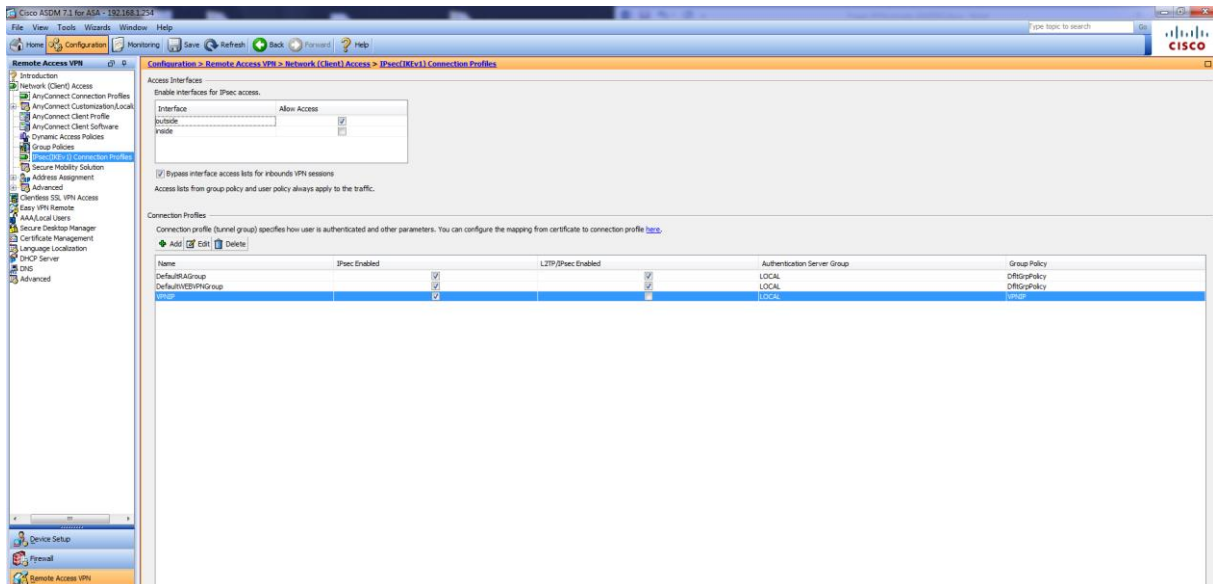 Cisco ASDM 7.1 for ASA - 192.168.1.254
File View Tools Wizards Window Help
Type topic to search
Go
Home Configuration Monitoring Save Refresh Back Forward Help
CISCO
Remote Access VPN
Introduction
Network (Client) Access
AnyConnect Connection Profiles
AnyConnect Customization/Locali
AnyConnect Client Profile
AnyConnect Client Software
Dynamic Access Policies
Group Policies
IPsec(IKEv1) Connection Profiles
Secure Mobility Solution
Address Assignment
Advanced
Clientless SSL VPN Access
Easy VPN Remote
AAA/Local Users
Secure Desktop Manager
Certificate Management
Language Localization
DHCP Server
DNS
Advanced
Device Setup
Firewall
Remote Access VPN
Configuration > Remote Access VPN > Network (Client) Access > IPsec(IKEv1) Connection Profiles
Access Interfaces
Enable interfaces for IPsec access.
Interface Allow Access
outside
inside
Bypass interface access lists for inbounds VPN sessions
Access lists from group policy and user policy always apply to the traffic.
Connection Profiles
Connection profile (tunnel group) specifies how user is authenticated and other parameters. You can configure the mapping from certificate to connection profile here.
Add Edit Delete
Name IPsec Enabled L2TP/IPsec Enabled Authentication Server Group Group Policy
DefaultRAGroup LOCAL DfltGrpPolicy
DefaultWEBVPNGroup LOCAL DfltGrpPolicy
VPNIP LOCAL VPNIP